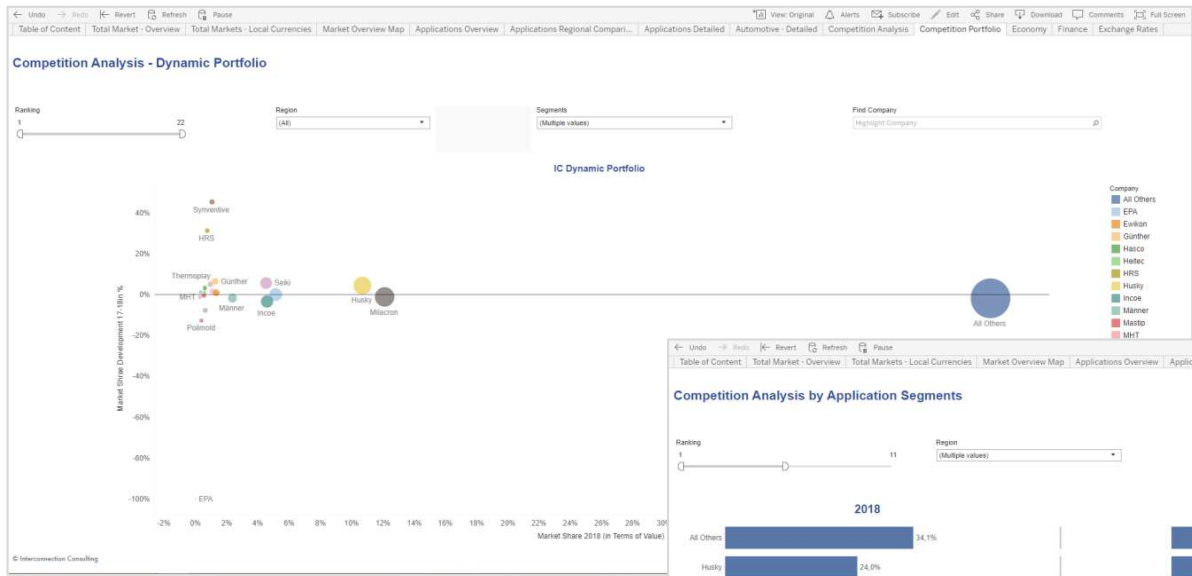 ← Undo → Redo Revert Refresh Pause View: Original Alerts Subscribe Edit Share Download Comments Full Screen
Table of Content Total Market - Overview Total Markets - Local Currencies Market Overview Map Applications Overview Applications Regional Compari... Applications Detailed Automotive - Detailed Competition Analysis Competition Portfolio Economy Finance Exchange Rates
Competition Analysis - Dynamic Portfolio
Ranking Region Segments Find Company
1 22 (All) (Multiple values) Highlight Company
IC Dynamic Portfolio
Company
All Others
EPA
Ewikon
Günther
Hasco
Heitec
HRS
Husky
Incoe
Männer
Mastip
MHT
Market Shrae Development 17-18in %
40%
20%
0%
-20%
-40%
-60%
-80%
-100%
Synventive
HRS
Thermoplay
Günther
Seiki
MHT
Männer
Incoe
Husky
Milacron
All Others
Polimold
EPA
-2% 0% 2% 4% 6% 8% 10% 12% 14% 16% 18% 20% 22% 24% 26% 28%
Market Share 2018 (in Terms of Value)
© Interconnection Consulting
← Undo → Redo Revert Refresh Pause
Table of Content Total Market - Overview Total Markets - Local Currencies Market Overview Map Applications Overview
Competition Analysis by Application Segments
Ranking Region
1 11 (Multiple values)
2018
All Others 34,1%
Husky 24,0%